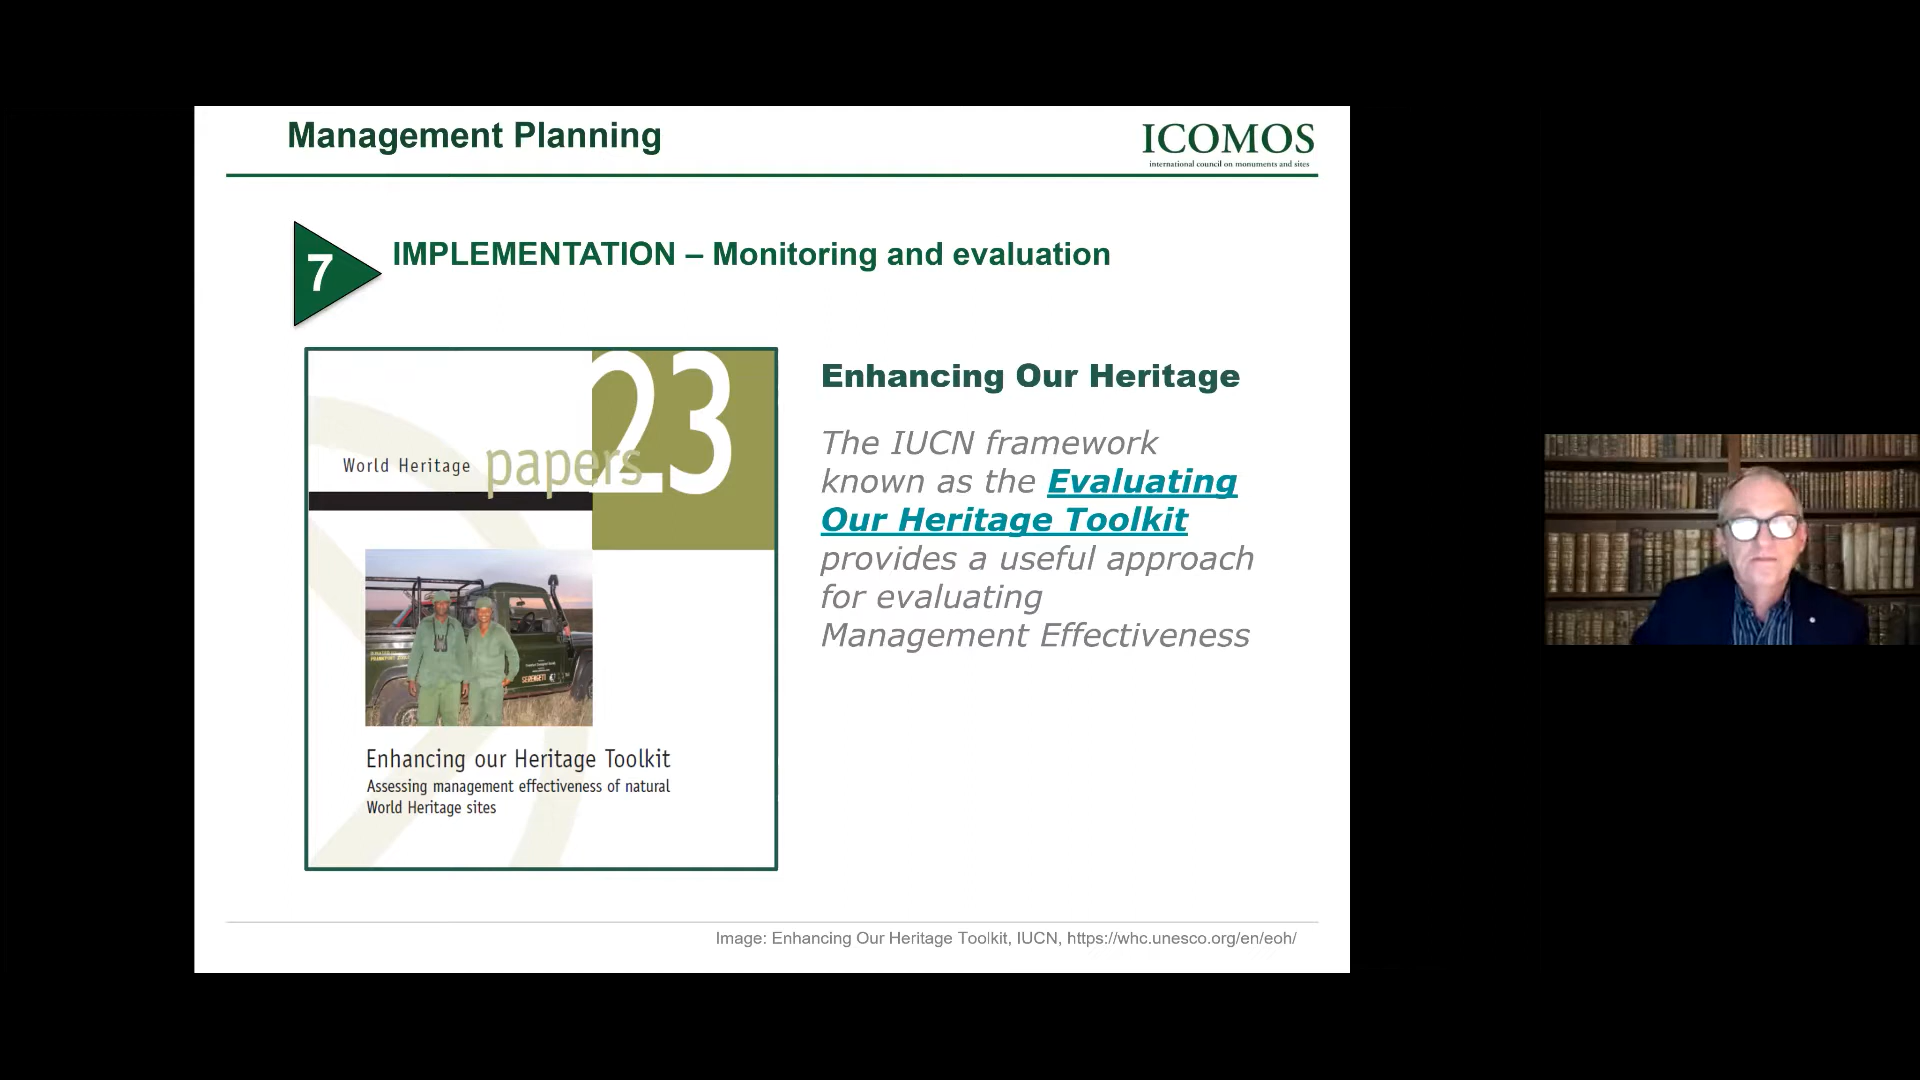 Management Planning
ICOMOS
international council on monuments and sites
7
IMPLEMENTATION – Monitoring and evaluation
23
World Heritage papers
SERENGETI
Enhancing our Heritage Toolkit
Assessing management effectiveness of natural
World Heritage sites
Enhancing Our Heritage
The IUCN framework
known as the Evaluating
Our Heritage Toolkit
provides a useful approach
for evaluating
Management Effectiveness
Image: Enhancing Our Heritage Toolkit, IUCN, https://whc.unesco.org/en/eoh/